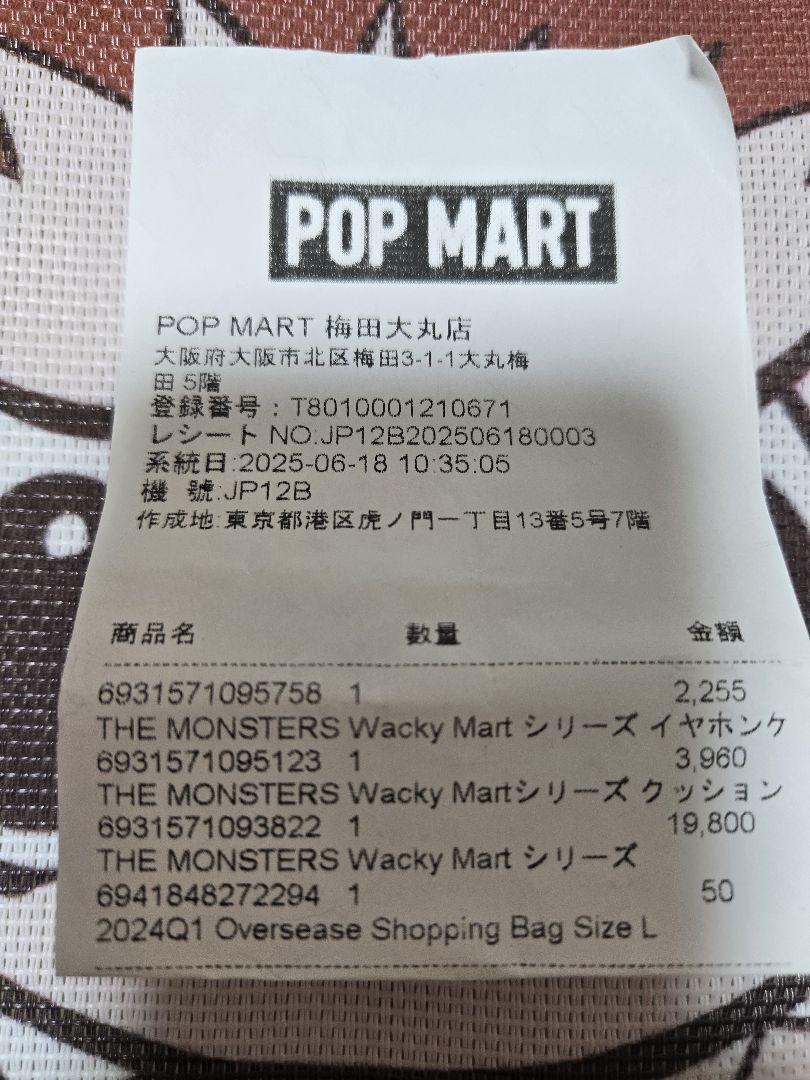 POP MART
POP MART 梅田大丸店
大阪府大阪市北区梅田3-1-1大丸梅
田 5階
登録番号：T8010001210671
レシート NO:JP12B202506180003
系統日:2025-06-18 10:35:05
機 號:JP12B
作成地:東京都港区虎ノ門一丁目13番5号7階
商品名 数量 金額
6931571095758 1 2,255
THE MONSTERS Wacky Mart シリーズ イヤホンケ
6931571095123 1 3,960
THE MONSTERS Wacky Martシリーズ クッション
6931571093822 1 19,800
THE MONSTERS Wacky Mart シリーズ
6941848272294 1 50
2024Q1 Oversease Shopping Bag Size L